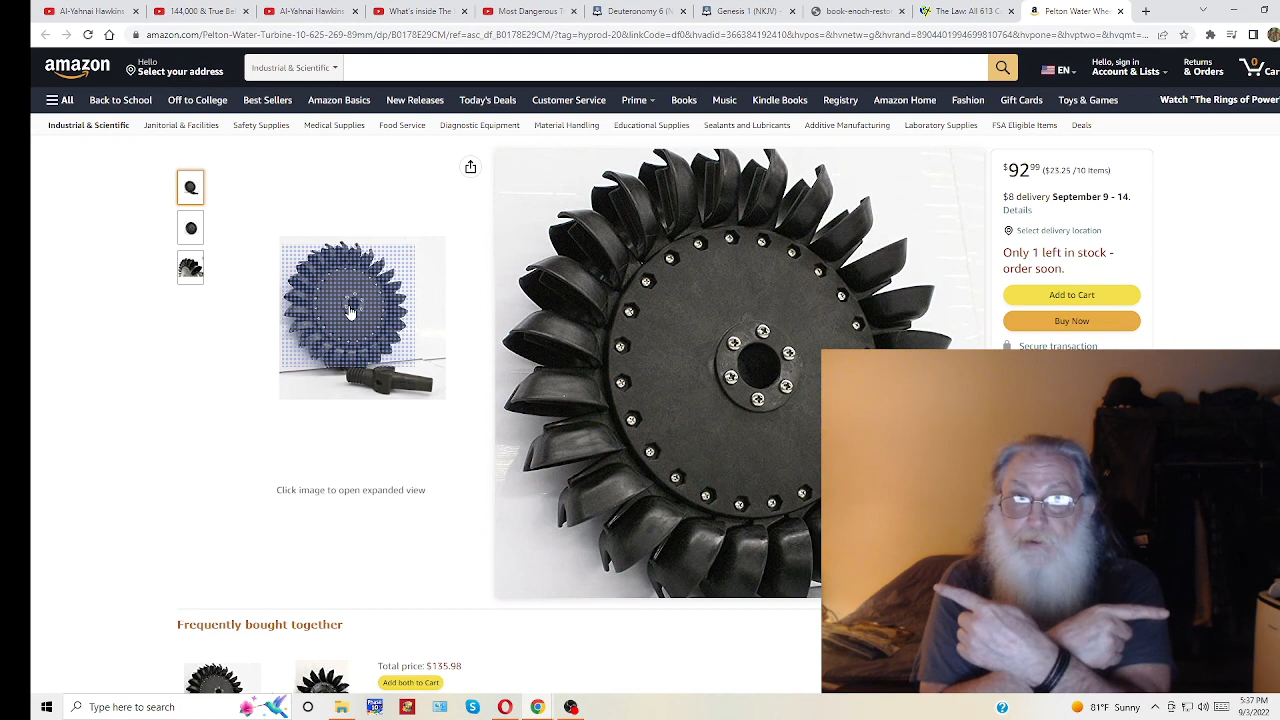 Al-Yahnai Hawkins
144,000 & True Be
Al-Yahnai Hawkins
What's Inside The
Most Dangerous T
Deuteronomy 6 (N
Genesis 1 (NKJV) -
book-enoch-resto
The Law: All 613 C
Pelton Water Whe
amazon.com/Pelton-Water-Turbine-10-625-269-89mm/dp/B0178E29CM/ref=asc_df_B0178E29CM/?tag=hyprod-20&linkCode=df0&hvadid=366384192410&hvpos=&hvnetw=g&hvrand=8904401994699810764&hvpone=&hvptwo=&hvqmt=...
amazon
Hello
Select your address
Industrial & Scientific
EN
Hello, sign in
Account & Lists
Returns
& Orders
0
Car
All
Back to School
Off to College
Best Sellers
Amazon Basics
New Releases
Today's Deals
Customer Service
Prime
Books
Music
Kindle Books
Registry
Amazon Home
Fashion
Gift Cards
Toys & Games
Watch "The Rings of Power
Industrial & Scientific
Janitorial & Facilities
Safety Supplies
Medical Supplies
Food Service
Diagnostic Equipment
Material Handling
Educational Supplies
Sealants and Lubricants
Additive Manufacturing
Laboratory Supplies
FSA Eligible Items
Deals
$92 99 ($23.25 /10 Items)
$8 delivery September 9 - 14.
Details
Select delivery location
Only 1 left in stock -
order soon.
Add to Cart
Buy Now
Secure transaction
Click image to open expanded view
Frequently bought together
Total price: $135.98
Add both to Cart
Type here to search
81°F Sunny
5:37 PM
9/3/2022